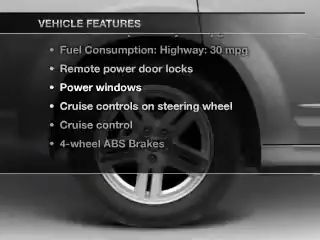 VEHICLE FEATURES
• Fuel Consumption: Highway: 30 mpg
• Remote power door locks
• Power windows
• Cruise controls on steering wheel
• Cruise control
• 4-wheel ABS Brakes